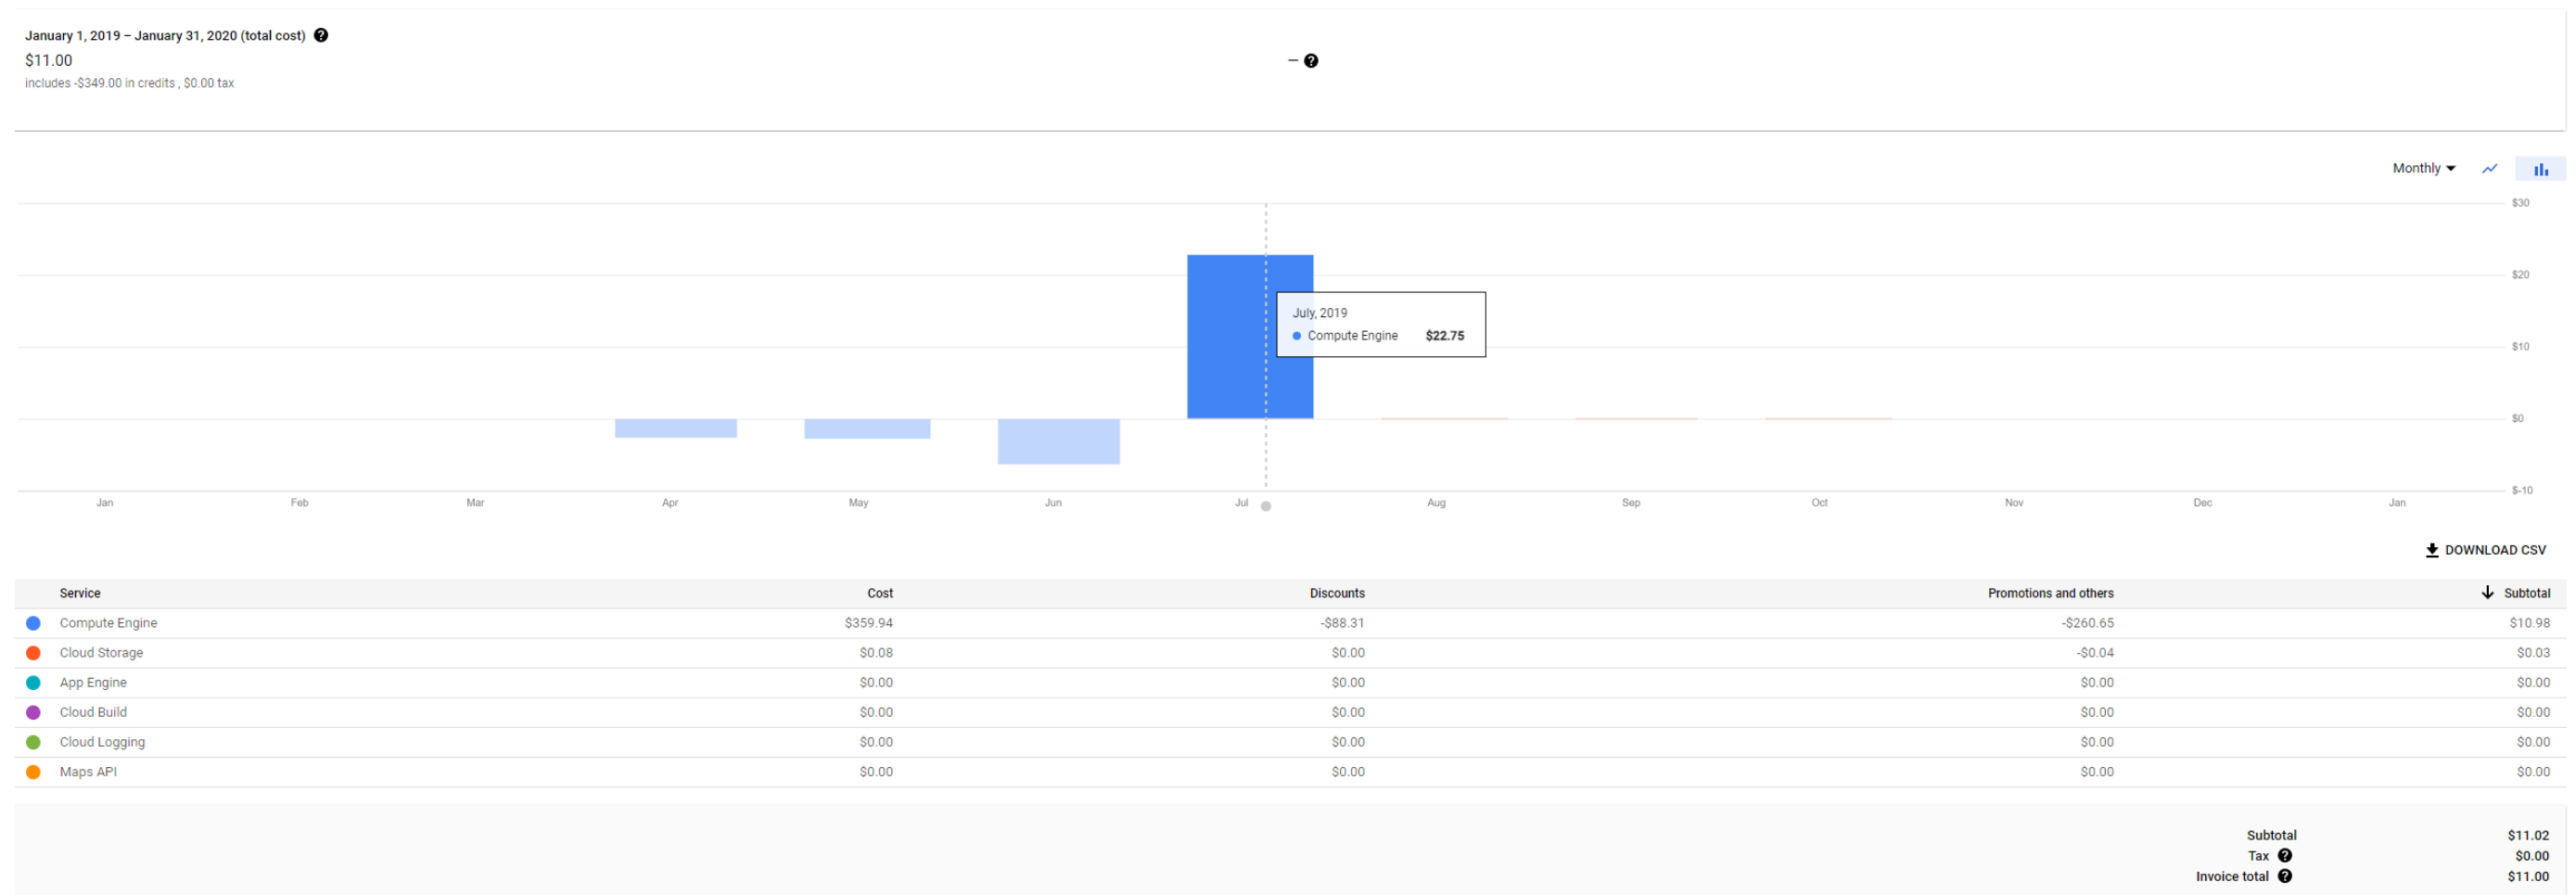 January 1, 2019 – January 31, 2020 (total cost) ?
$11.00
– ?
includes -$349.00 in credits , $0.00 tax
Monthly
$30
$20
$10
$0
$-10
July, 2019
Compute Engine $22.75
Jan Feb Mar Apr May Jun Jul Aug Sep Oct Nov Dec Jan
DOWNLOAD CSV
Service Cost Discounts Promotions and others Subtotal
Compute Engine $359.94 -$88.31 -$260.65 $10.98
Cloud Storage $0.08 $0.00 -$0.04 $0.03
App Engine $0.00 $0.00 $0.00 $0.00
Cloud Build $0.00 $0.00 $0.00 $0.00
Cloud Logging $0.00 $0.00 $0.00 $0.00
Maps API $0.00 $0.00 $0.00 $0.00
Subtotal $11.02
Tax ? $0.00
Invoice total ? $11.00